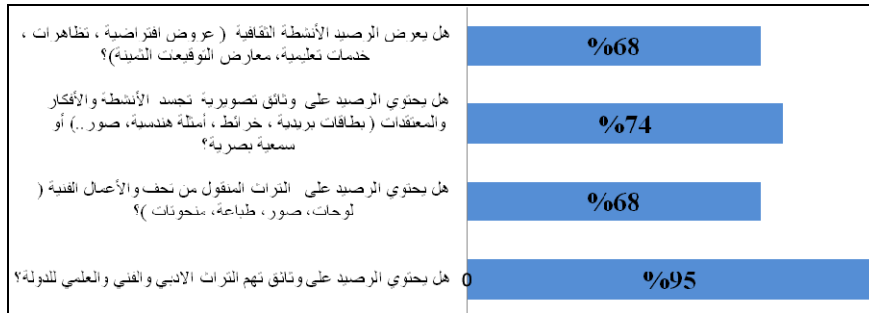 هل يعرض الرصيد الأنشطة الثقافية ( عروض افتراضية ، تظاهرات ،
خدمات تعليمية، معارض التوقيعات الثمينة)؟
%68
هل يحتوي الرصيد على وثائق تصويرية تجسد الأنشطة والأفكار
والمعتقدات ( بطاقات بريدية ، خرائط ، أمثلة هندسية، صور ..) أو
سمعية بصرية؟
%74
هل يحتوي الرصيد على التراث المنقول من تحف والأعمال الفنية (
لوحات، صور ، طباعة، منحوتات )؟
%68
هل يحتوي الرصيد على وثائق تهم التراث الادبي والفني والعلمي للدولة؟
0
%95